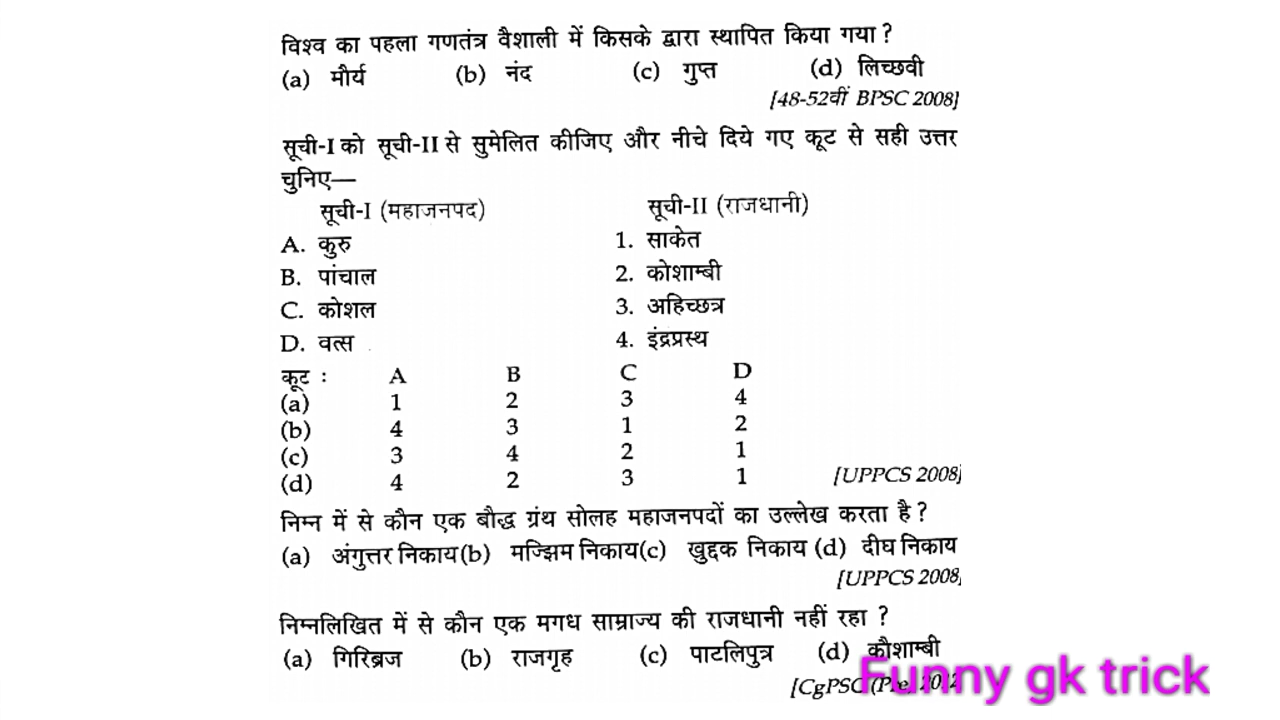 विश्व का पहला गणतंत्र वैशाली में किसके द्वारा स्थापित किया गया ?
(a) मौर्य (b) नंद (c) गुप्त (d) लिच्छवी
[48-52वीं BPSC 2008]
सूची-I को सूची-II से सुमेलित कीजिए और नीचे दिये गए कूट से सही उत्तर
चुनिए—
सूची-I (महाजनपद) सूची-II (राजधानी)
A. कुरु 1. साकेत
B. पांचाल 2. कोशाम्बी
C. कोशल 3. अहिच्छत्र
D. वत्स 4. इंद्रप्रस्थ
कूट : A B C D
(a) 1 2 3 4
(b) 4 3 1 2
(c) 3 4 2 1
(d) 4 2 3 1 [UPPCS 2008]
निम्न में से कौन एक बौद्ध ग्रंथ सोलह महाजनपदों का उल्लेख करता है ?
(a) अंगुत्तर निकाय (b) मज्झिम निकाय (c) खुद्दक निकाय (d) दीघ निकाय
[UPPCS 2008]
निम्नलिखित में से कौन एक मगध साम्राज्य की राजधानी नहीं रहा ?
(a) गिरिब्रज (b) राजगृह (c) पाटलिपुत्र (d) कौशाम्बी
[CgPSC
Funny gk trick